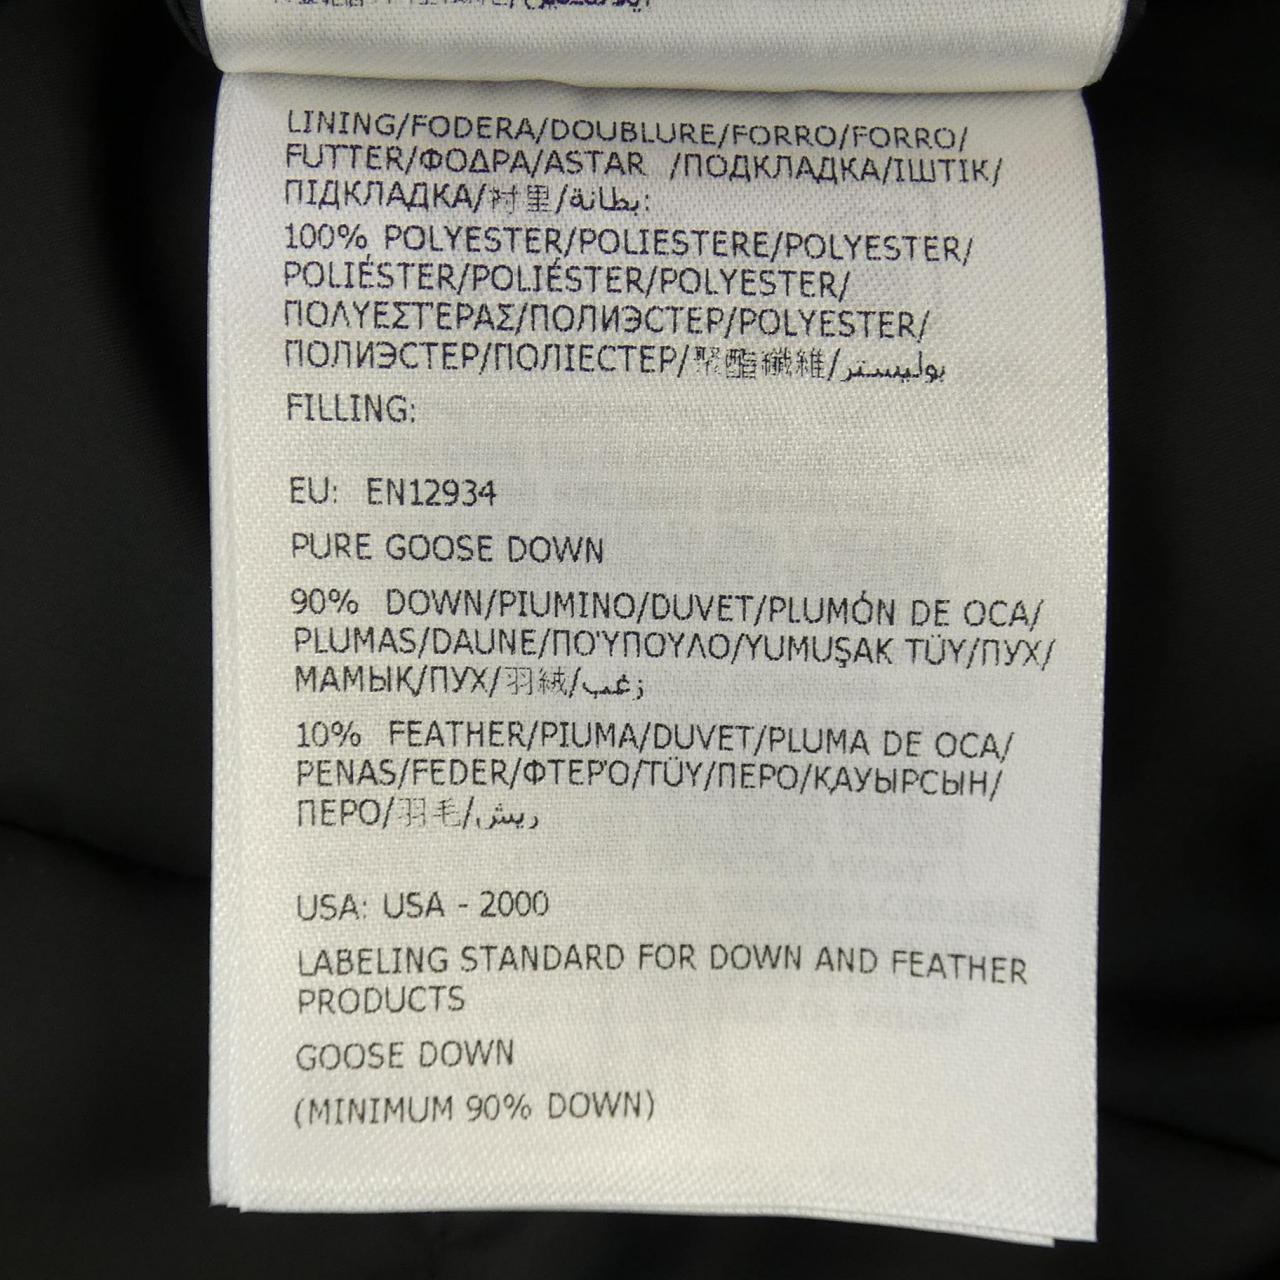 LINING/FODERA/DOUBLURE/FORRO/FORRO/
FUTTER/ΦΟΔΡΑ/ASTAR /ПОДКЛАДКА/ІШТІК/
ПІДКЛАДКА/衬里/بطانة:
100% POLYESTER/POLIESTERE/POLYESTER/
POLIÉSTER/POLIÉSTER/POLYESTER/
ΠΟΛΥΕΣΤΈΡΑΣ/ПОЛИЭСТЕР/POLYESTER/
ПОЛИЭСТЕР/ПОЛІЕСТЕР/聚酯纖維/بوليستر
FILLING:
EU: EN12934
PURE GOOSE DOWN
90% DOWN/PIUMINO/DUVET/PLUMÓN DE OCA/
PLUMAS/DAUNE/ΠΟΎΠΟΥΛΟ/YUMUŞAK TÜY/ПУХ/
МАМЫҚ/ПУХ/羽絨/زغب
10% FEATHER/PIUMA/DUVET/PLUMA DE OCA/
PENAS/FEDER/ΦΤΕΡΌ/TÜY/ПЕРО/ҚАУЫРСЫН/
ПЕРО/羽毛/ريش
USA: USA - 2000
LABELING STANDARD FOR DOWN AND FEATHER
PRODUCTS
GOOSE DOWN
(MINIMUM 90% DOWN)